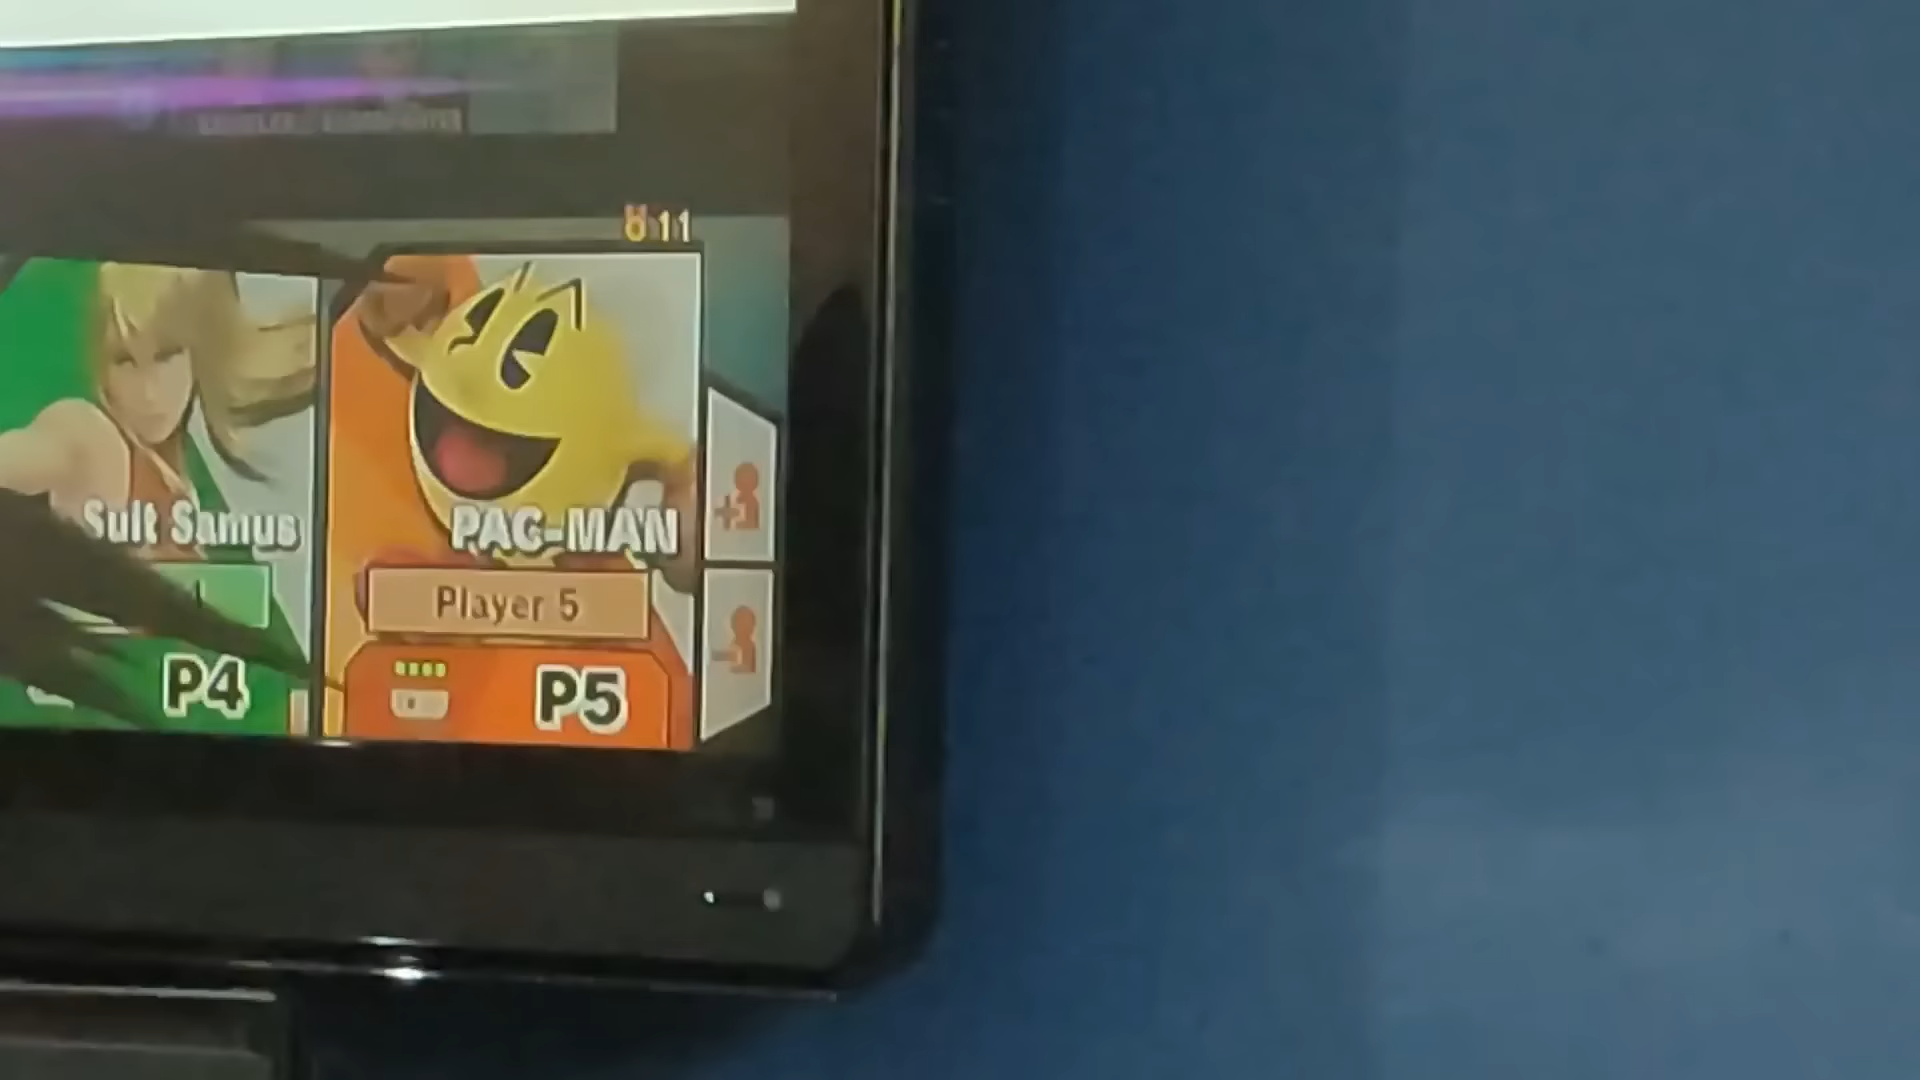 11
Suit Samus
PAC-MAN
Player 5
P4
P5